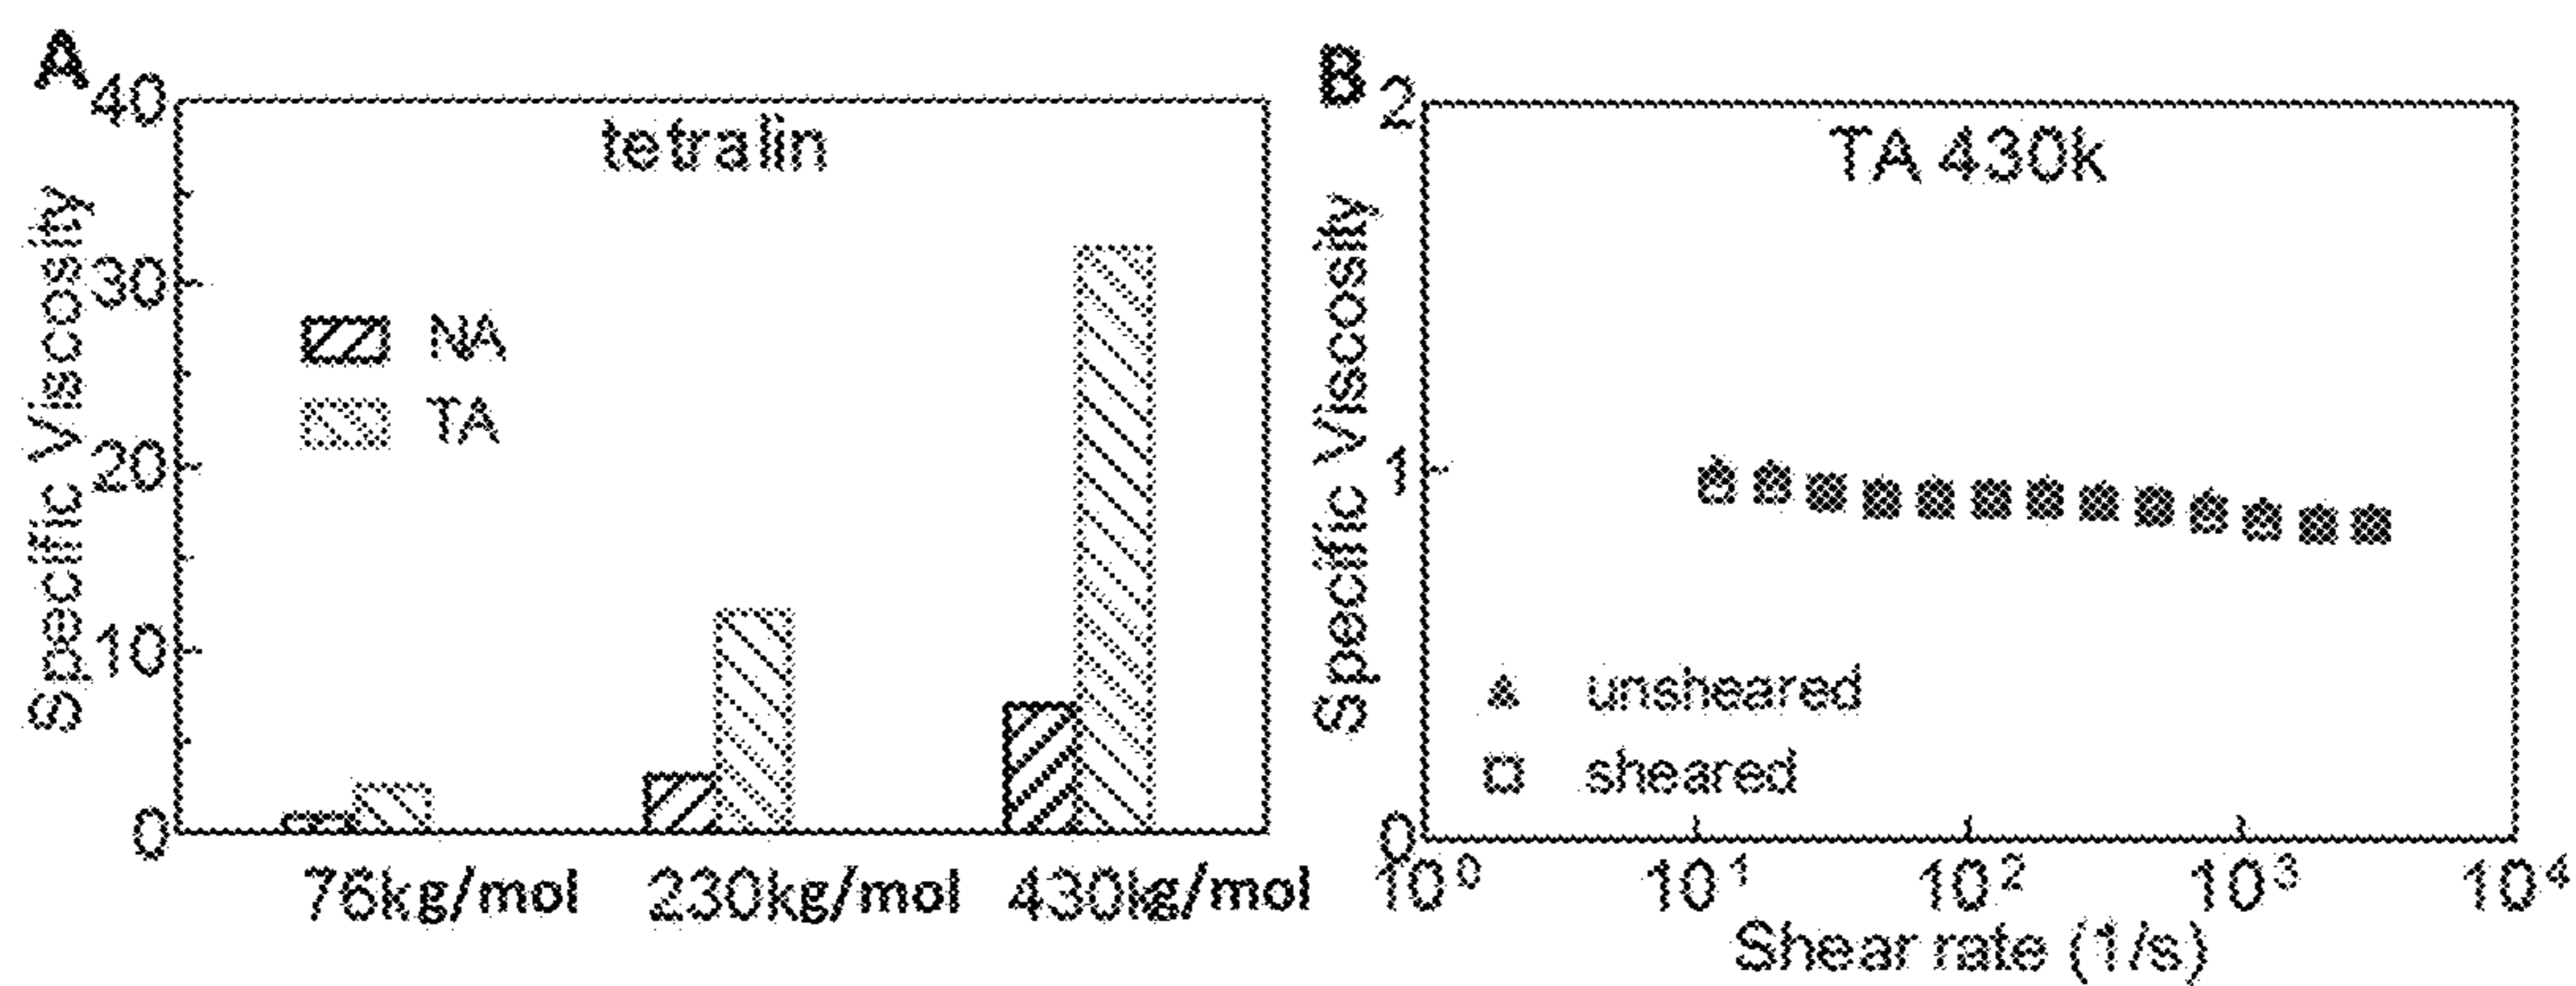 A
40
30
20
10
0
Specific Viscosity
tetralin
NA
TA
76kg/mol 230kg/mol 430kg/mol
B
2
1
0
Specific Viscosity
TA 430k
unsheared
sheared
10⁰ 10¹ 10² 10³ 10⁴
Shear rate (1/s)